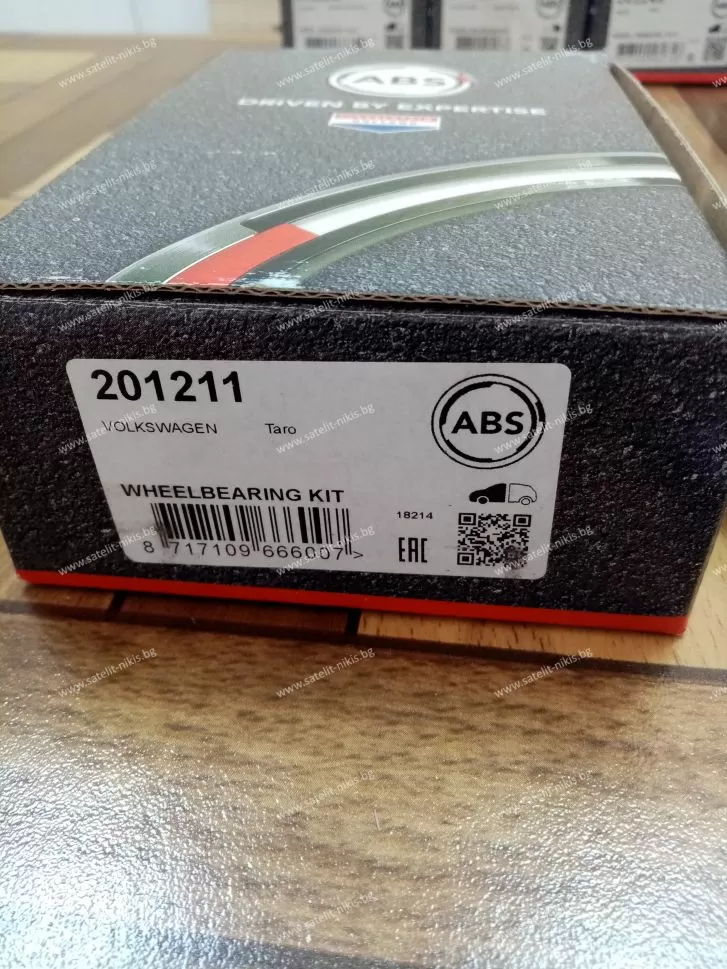 ABS
DRIVEN BY EXPERTISE
201211
VOLKSWAGEN Taro
ABS
WHEELBEARING KIT
18214
8 717109 666007 >
EAC
www.satelit-nikis.bg